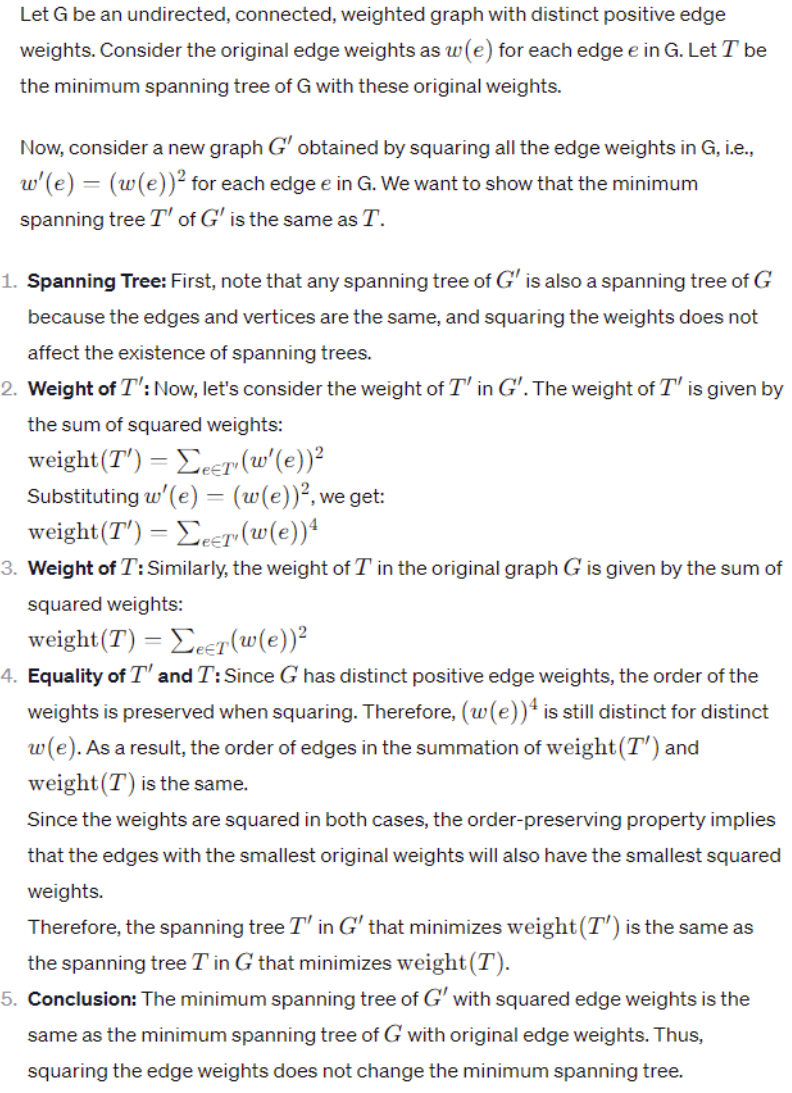 Let G be an undirected, connected, weighted graph with distinct positive edge
weights. Consider the original edge weights as w(e) for each edge e in G. Let T be
the minimum spanning tree of G with these original weights.
Now, consider a new graph G′ obtained by squaring all the edge weights in G, i.e.,
w′(e) = (w(e))² for each edge e in G. We want to show that the minimum
spanning tree T′ of G′ is the same as T.
1. Spanning Tree: First, note that any spanning tree of G′ is also a spanning tree of G
because the edges and vertices are the same, and squaring the weights does not
affect the existence of spanning trees.
2. Weight of T′: Now, let's consider the weight of T′ in G′. The weight of T′ is given by
the sum of squared weights:
weight(T′) = ∑e∈T′(w′(e))²
Substituting w′(e) = (w(e))², we get:
weight(T′) = ∑e∈T′(w(e))⁴
3. Weight of T: Similarly, the weight of T in the original graph G is given by the sum of
squared weights:
weight(T) = ∑e∈T(w(e))²
4. Equality of T′ and T: Since G has distinct positive edge weights, the order of the
weights is preserved when squaring. Therefore, (w(e))⁴ is still distinct for distinct
w(e). As a result, the order of edges in the summation of weight(T′) and
weight(T) is the same.
Since the weights are squared in both cases, the order-preserving property implies
that the edges with the smallest original weights will also have the smallest squared
weights.
Therefore, the spanning tree T′ in G′ that minimizes weight(T′) is the same as
the spanning tree T in G that minimizes weight(T).
5. Conclusion: The minimum spanning tree of G′ with squared edge weights is the
same as the minimum spanning tree of G with original edge weights. Thus,
squaring the edge weights does not change the minimum spanning tree.